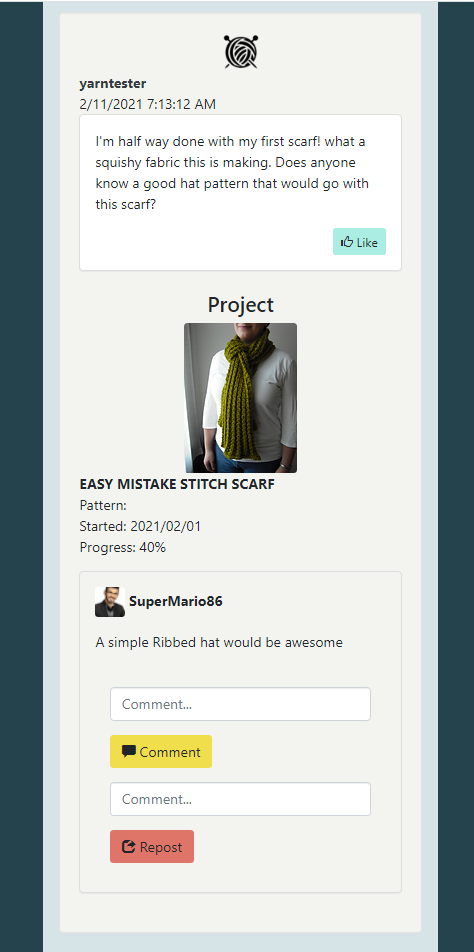 yarntester
2/11/2021 7:13:12 AM
I'm half way done with my first scarf! what a
squishy fabric this is making. Does anyone
know a good hat pattern that would go with
this scarf?
Like
Project
EASY MISTAKE STITCH SCARF
Pattern:
Started: 2021/02/01
Progress: 40%
SuperMario86
A simple Ribbed hat would be awesome
Comment...
Comment
Comment...
Repost